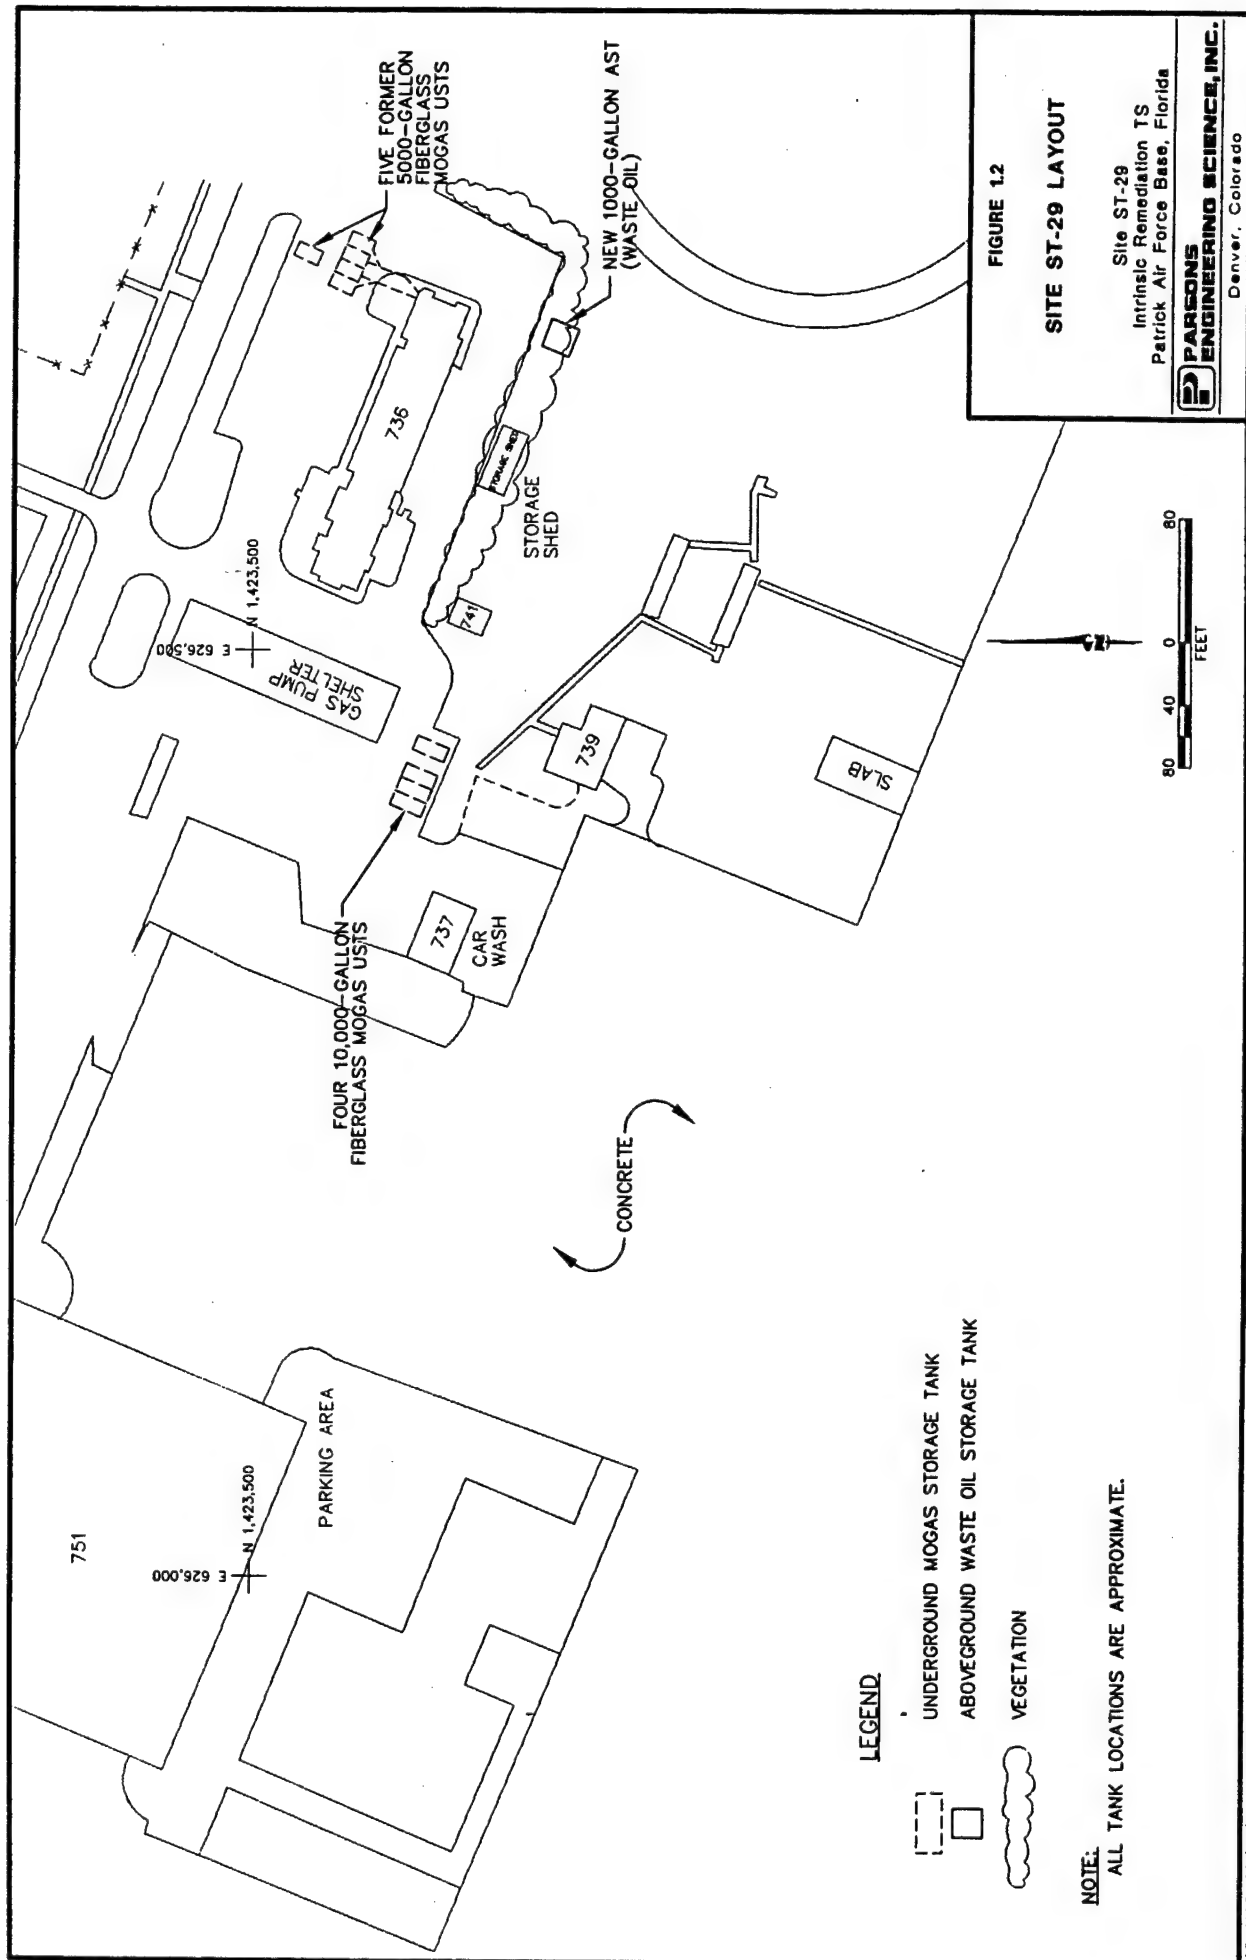 751
E 626,000
N 1,423,500
PARKING AREA
FOUR 10,000-GALLON
FIBERGLASS MOGAS USTS
737
CAR
WASH
CONCRETE
GAS PUMP
SHELTER
E 626,500
N 1,423,500
736
741
STORAGE
SHED
STORAGE SHED
739
SLAB
FIVE FORMER
5000-GALLON
FIBERGLASS
MOGAS USTS
NEW 1000-GALLON AST
(WASTE OIL)
LEGEND
UNDERGROUND MOGAS STORAGE TANK
ABOVEGROUND WASTE OIL STORAGE TANK
VEGETATION
NOTE:
ALL TANK LOCATIONS ARE APPROXIMATE.
80 40 0 80
FEET
FIGURE 1.2
SITE ST-29 LAYOUT
Site ST-29
Intrinsic Remediation TS
Patrick Air Force Base, Florida
PARSONS
ENGINEERING SCIENCE, INC.
Denver, Colorado